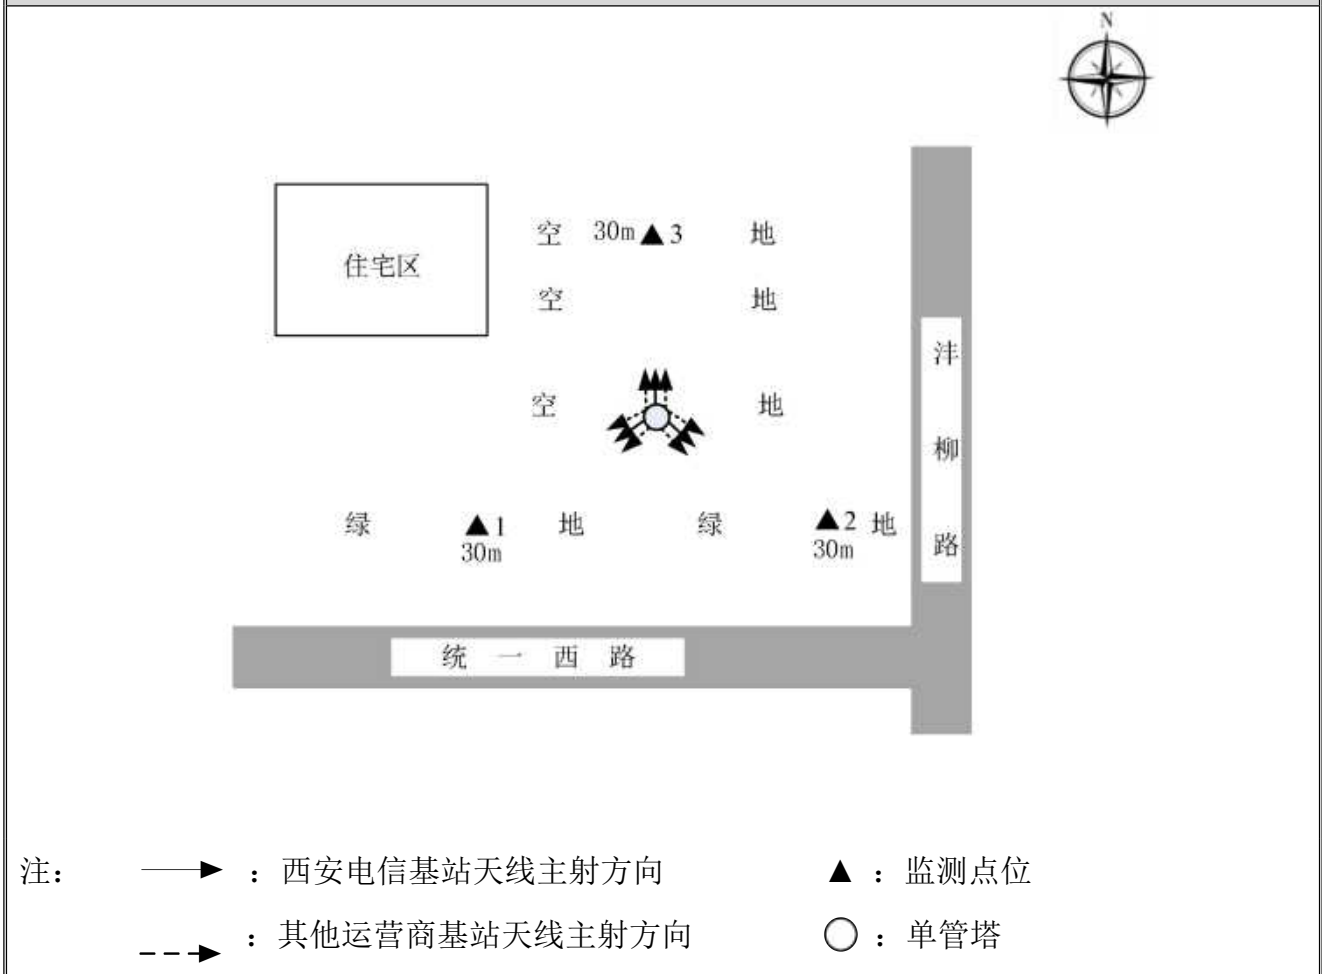 N
空 30m ▲ 3 地
住宅区
空 地
沣柳路
空 地
绿 ▲1 地 绿 ▲2 地
30m 30m
统一西路
注： ：西安电信基站天线主射方向 ▲：监测点位
：其他运营商基站天线主射方向 ：单管塔